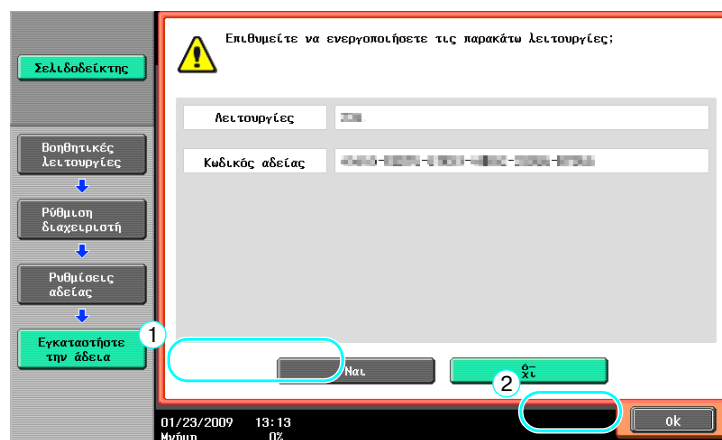 Επιθυμείτε να ενεργοποιήσετε τις παρακάτω λειτουργίες;
Σελιδοδείκτης
Λειτουργίες
Βοηθητικές
λειτουργίες
Κωδικός αδείας
Ρύθμιση
διαχειριστή
Ρυθμίσεις
αδείας
Εγκαταστήστε
την άδεια
1
Ναι
Ό-
χι
2
01/23/2009 13:13
Μνήμη 0%
ok